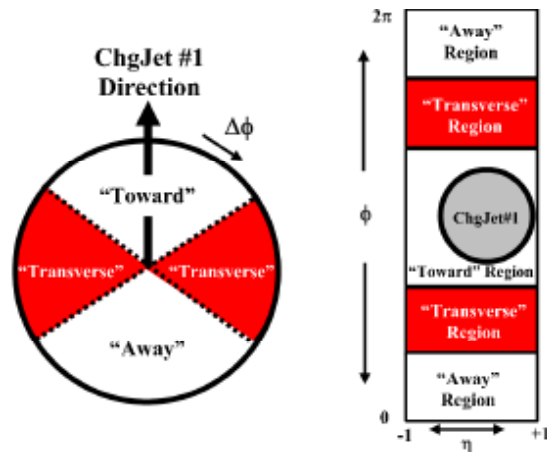 ChgJet #1
Direction
Δϕ
“Toward”
“Transverse”
“Transverse”
“Away”
2π
“Away”
Region
“Transverse”
Region
ϕ
ChgJet#1
“Toward” Region
“Transverse”
Region
“Away”
Region
0
-1
η
+1